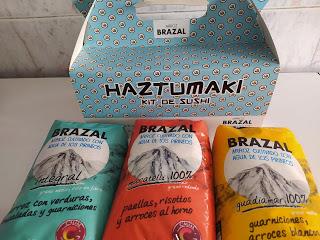 ARROZ
BRAZAL
HAZTUMAKI
KIT DE SUSHI
BRAZAL
ARROZ CULTIVADO CON
AGUA DE LOS PIRINEOS
integral
arroz con verduras,
ensaladas y guarniciones
BRAZAL
ARROZ CULTIVADO CON
AGUA DE LOS PIRINEOS
100%
paellas, risottos
y arroces al horno
BRAZAL
ARROZ CULTIVADO CON
AGUA DE LOS PIRINEOS
guadiamar 100%
guarniciones,
arroces blancos